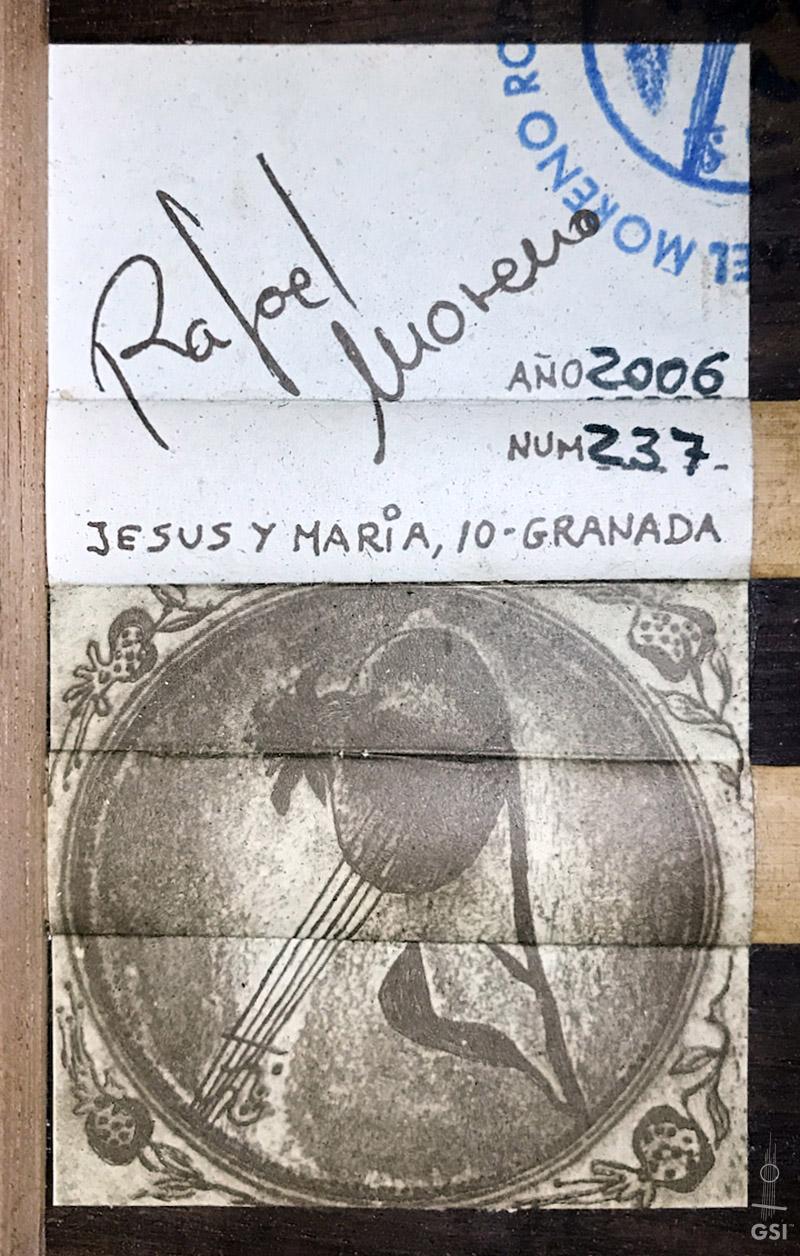 EL MORENO RO
Rafael
Moreno
AÑO 2006
NUM 237
JESUS Y MARIA, 10-GRANADA
GSI